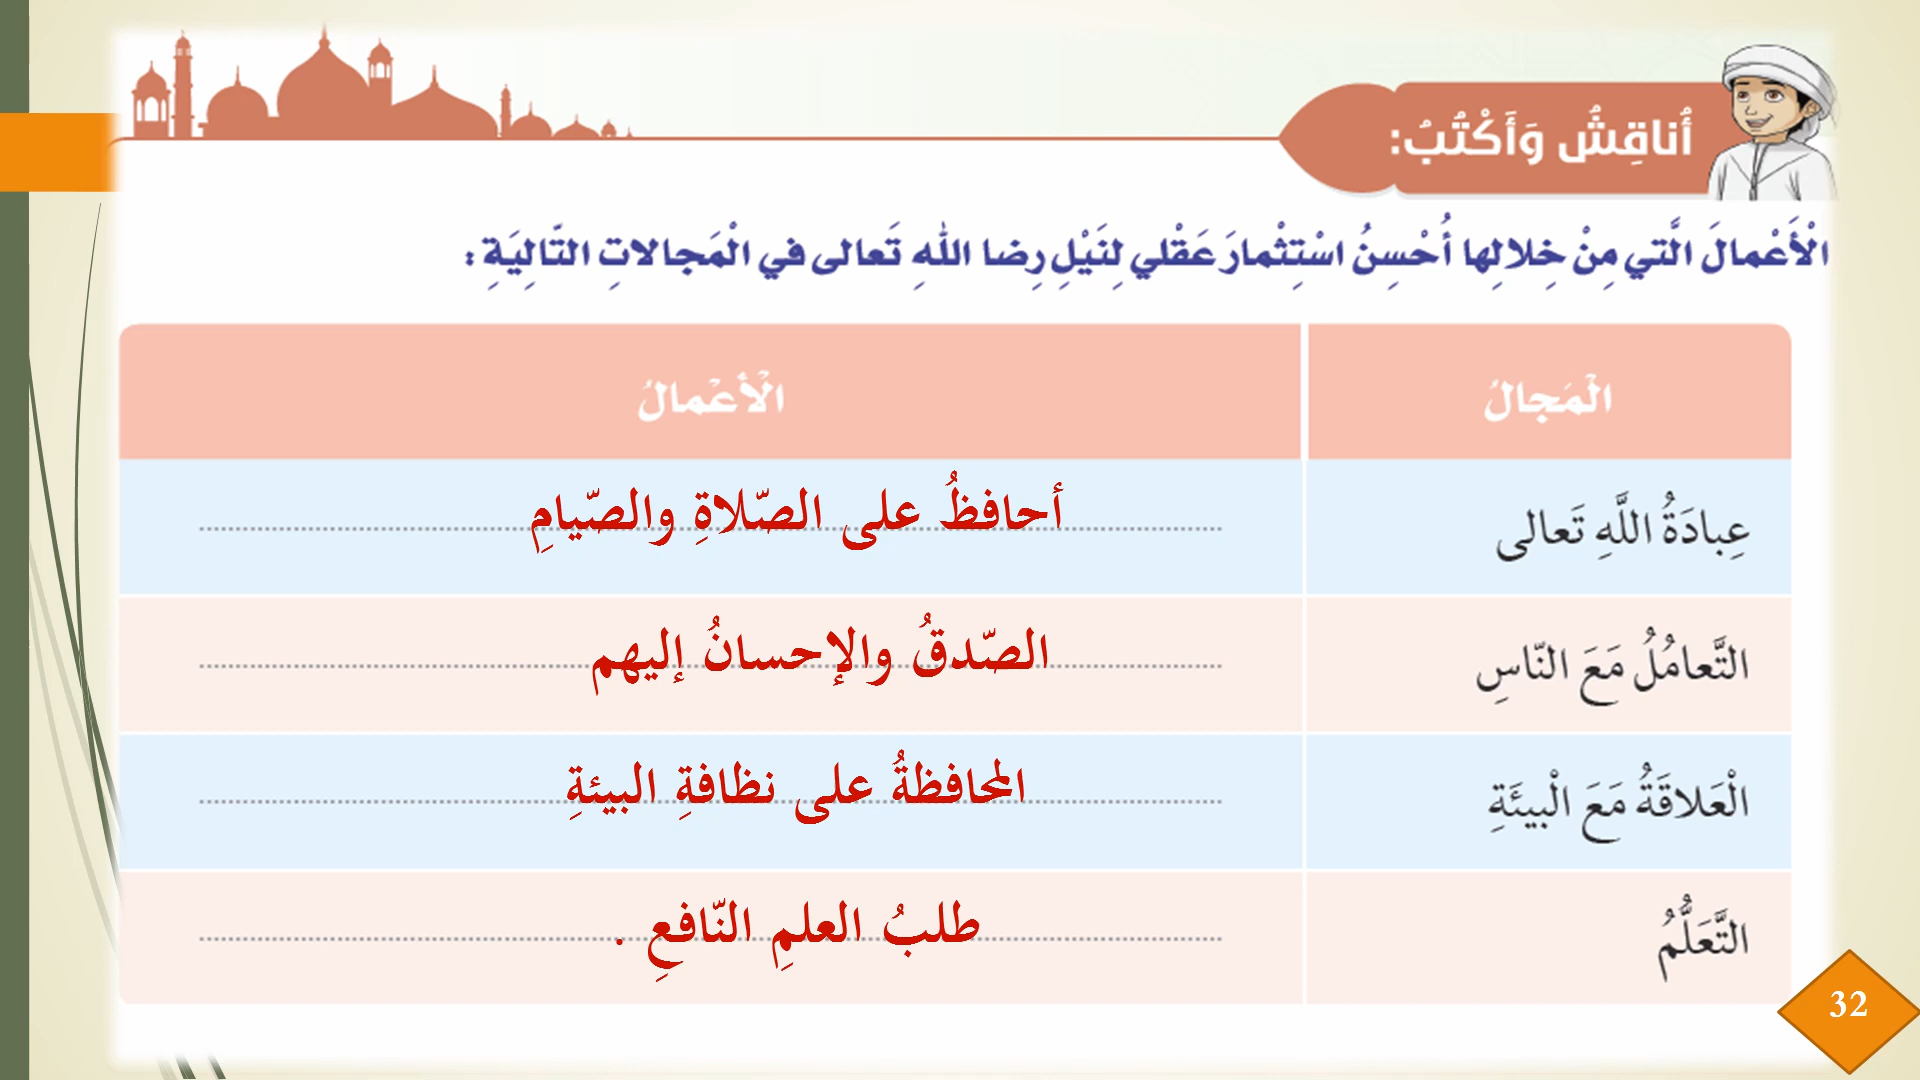 أُناقِشُ وَأَكْتُبُ:
الْأَعْمالَ الَّتي مِنْ خِلالِها أُحْسِنُ اسْتِثْمارَ عَقْلي لِنَيْلِ رِضا اللهِ تَعالى في الْمَجالاتِ التّالِيَةِ :
الْمَجالُ الْأَعْمالُ
عِبادَةُ اللَّهِ تَعالى أحافظُ على الصّلاةِ والصّيامِ
التَّعامُلُ مَعَ النّاسِ الصّدقُ والإحسانُ إليهم
الْعَلاقَةُ مَعَ الْبيئَةِ المحافظةُ على نظافةِ البيئةِ
التَّعَلُّمُ طلبُ العلمِ النّافعِ .
32